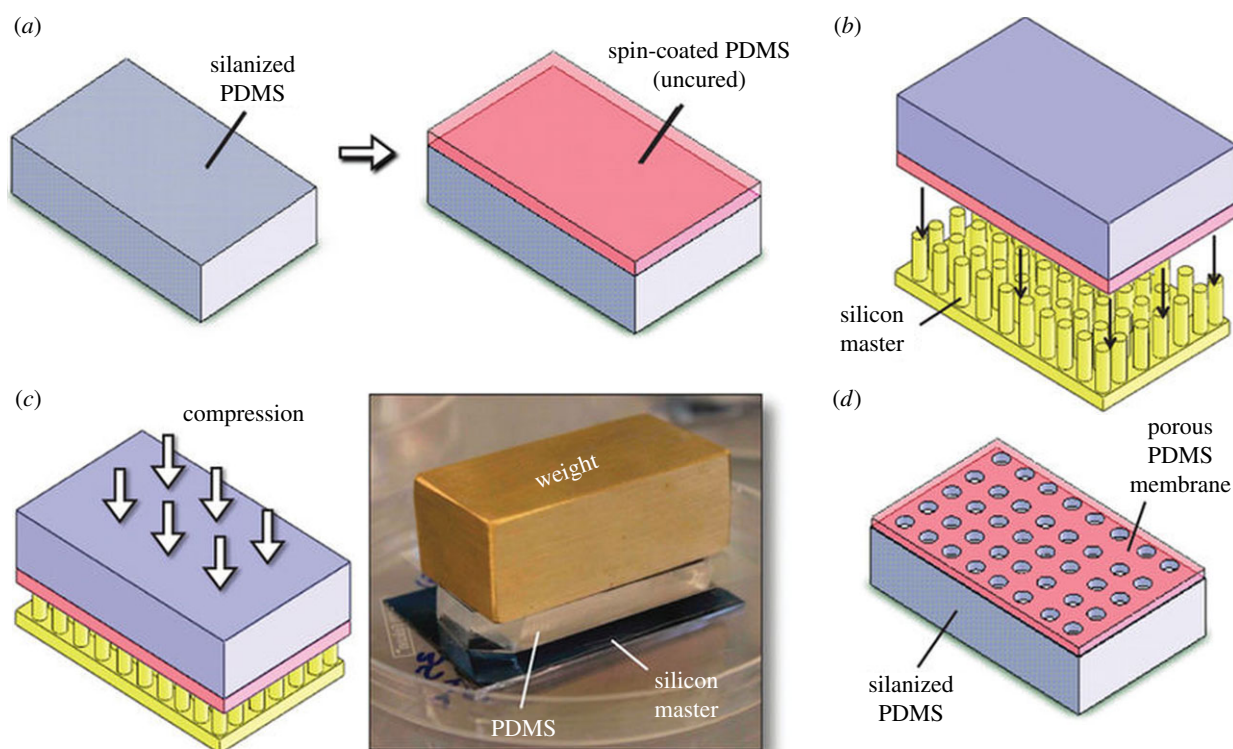 (a)
silanized
PDMS
spin-coated PDMS
(uncured)
(b)
silicon
master
(c)
compression
weight
PDMS
silicon
master
(d)
porous
PDMS
membrane
silanized
PDMS